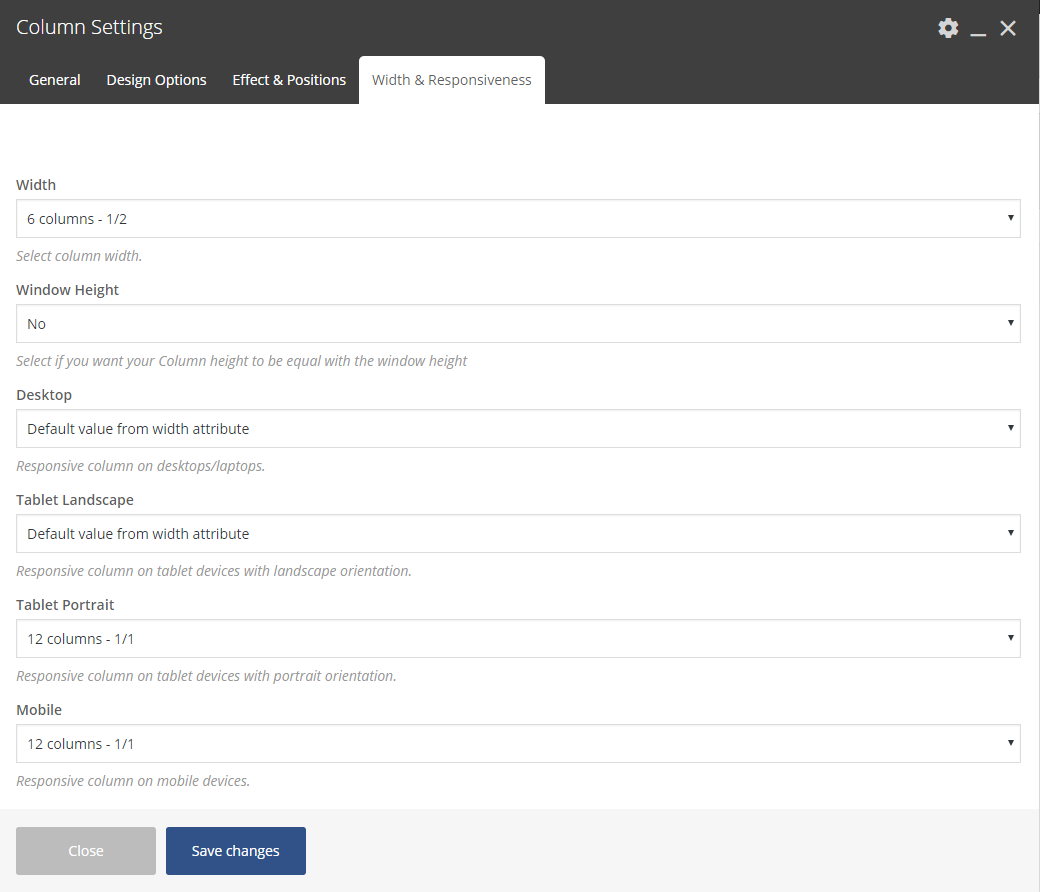 Column Settings
General Design Options Effect & Positions Width & Responsiveness
Width
6 columns - 1/2
Select column width.
Window Height
No
Select if you want your Column height to be equal with the window height
Desktop
Default value from width attribute
Responsive column on desktops/laptops.
Tablet Landscape
Default value from width attribute
Responsive column on tablet devices with landscape orientation.
Tablet Portrait
12 columns - 1/1
Responsive column on tablet devices with portrait orientation.
Mobile
12 columns - 1/1
Responsive column on mobile devices.
Close Save changes